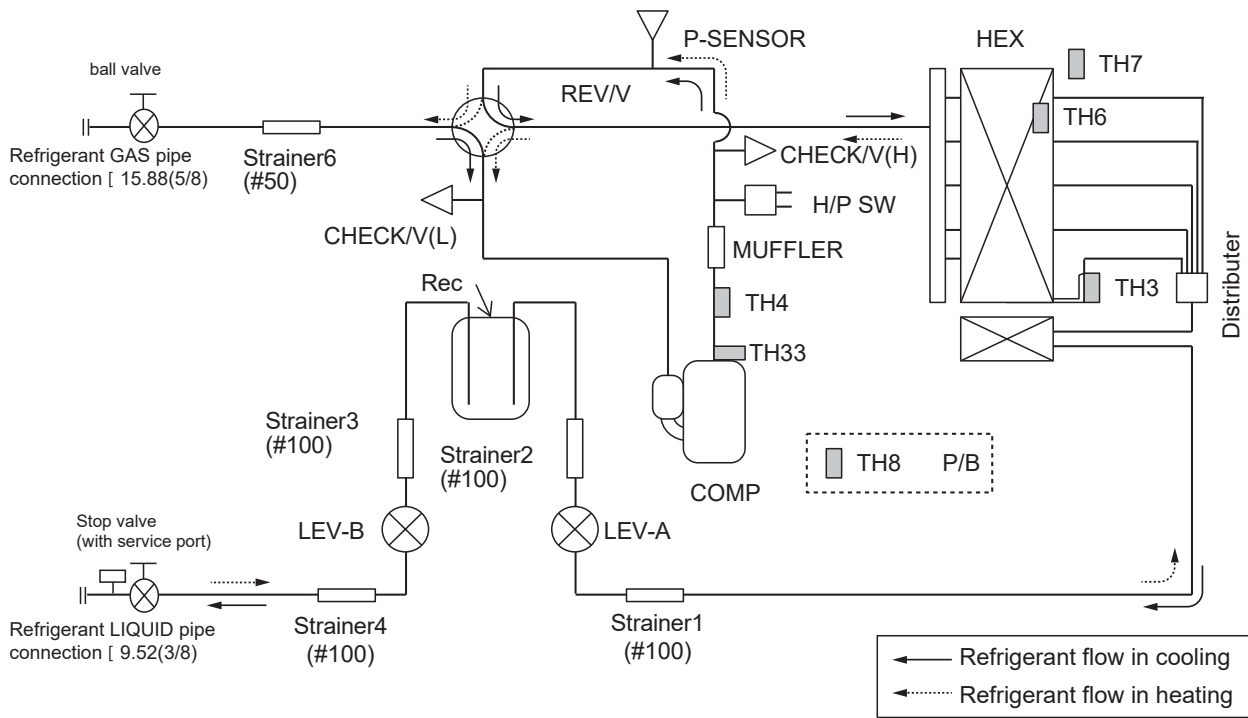 P-SENSOR
HEX
TH7
ball valve
REV/V
TH6
Refrigerant GAS pipe
connection [ 15.88(5/8)
Strainer6
(#50)
CHECK/V(H)
H/P SW
CHECK/V(L)
MUFFLER
Rec
TH4
TH3
Distributer
TH33
Strainer3
(#100)
Strainer2
(#100)
TH8 P/B
COMP
Stop valve
(with service port)
LEV-B
LEV-A
Refrigerant LIQUID pipe
connection [ 9.52(3/8)
Strainer4
(#100)
Strainer1
(#100)
Refrigerant flow in cooling
Refrigerant flow in heating